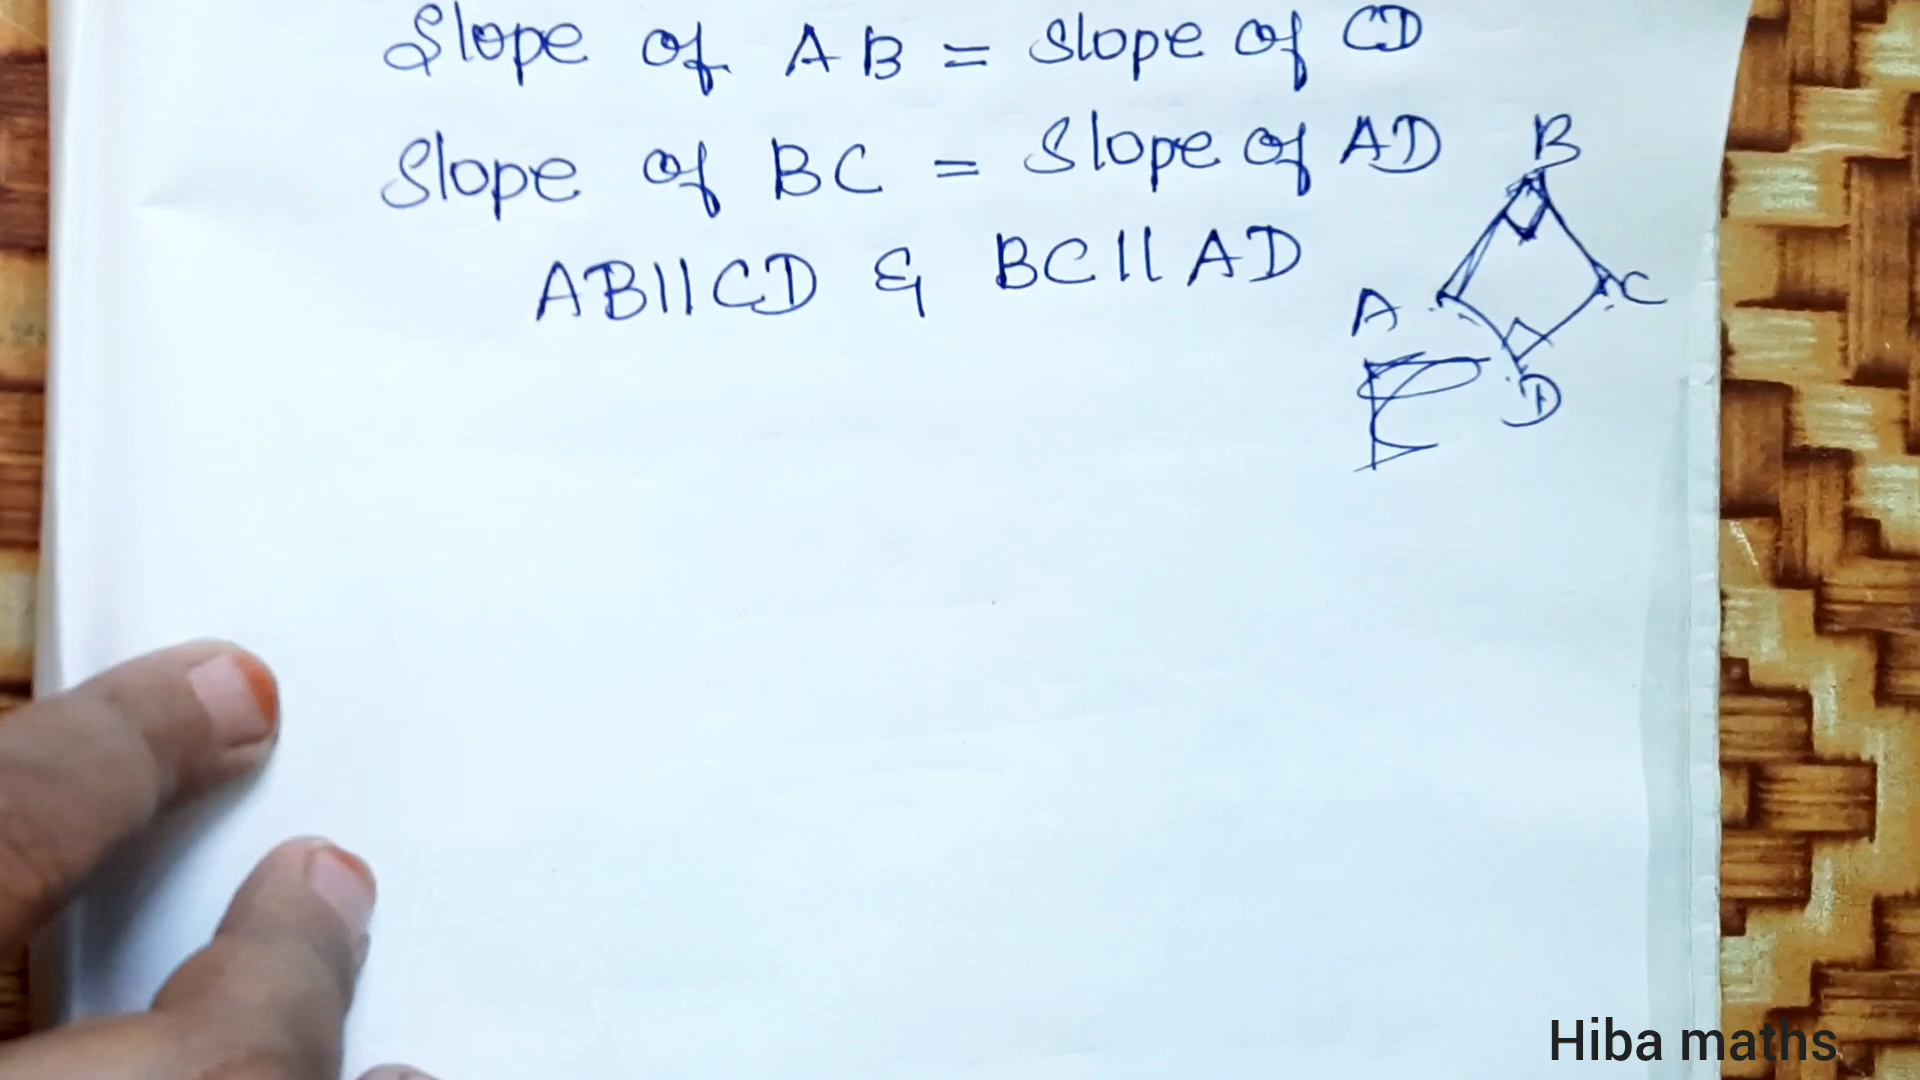 Slope of AB = Slope of CD
Slope of BC = Slope of AD
AB || CD & BC || AD
B
A
C
D
Hiba maths